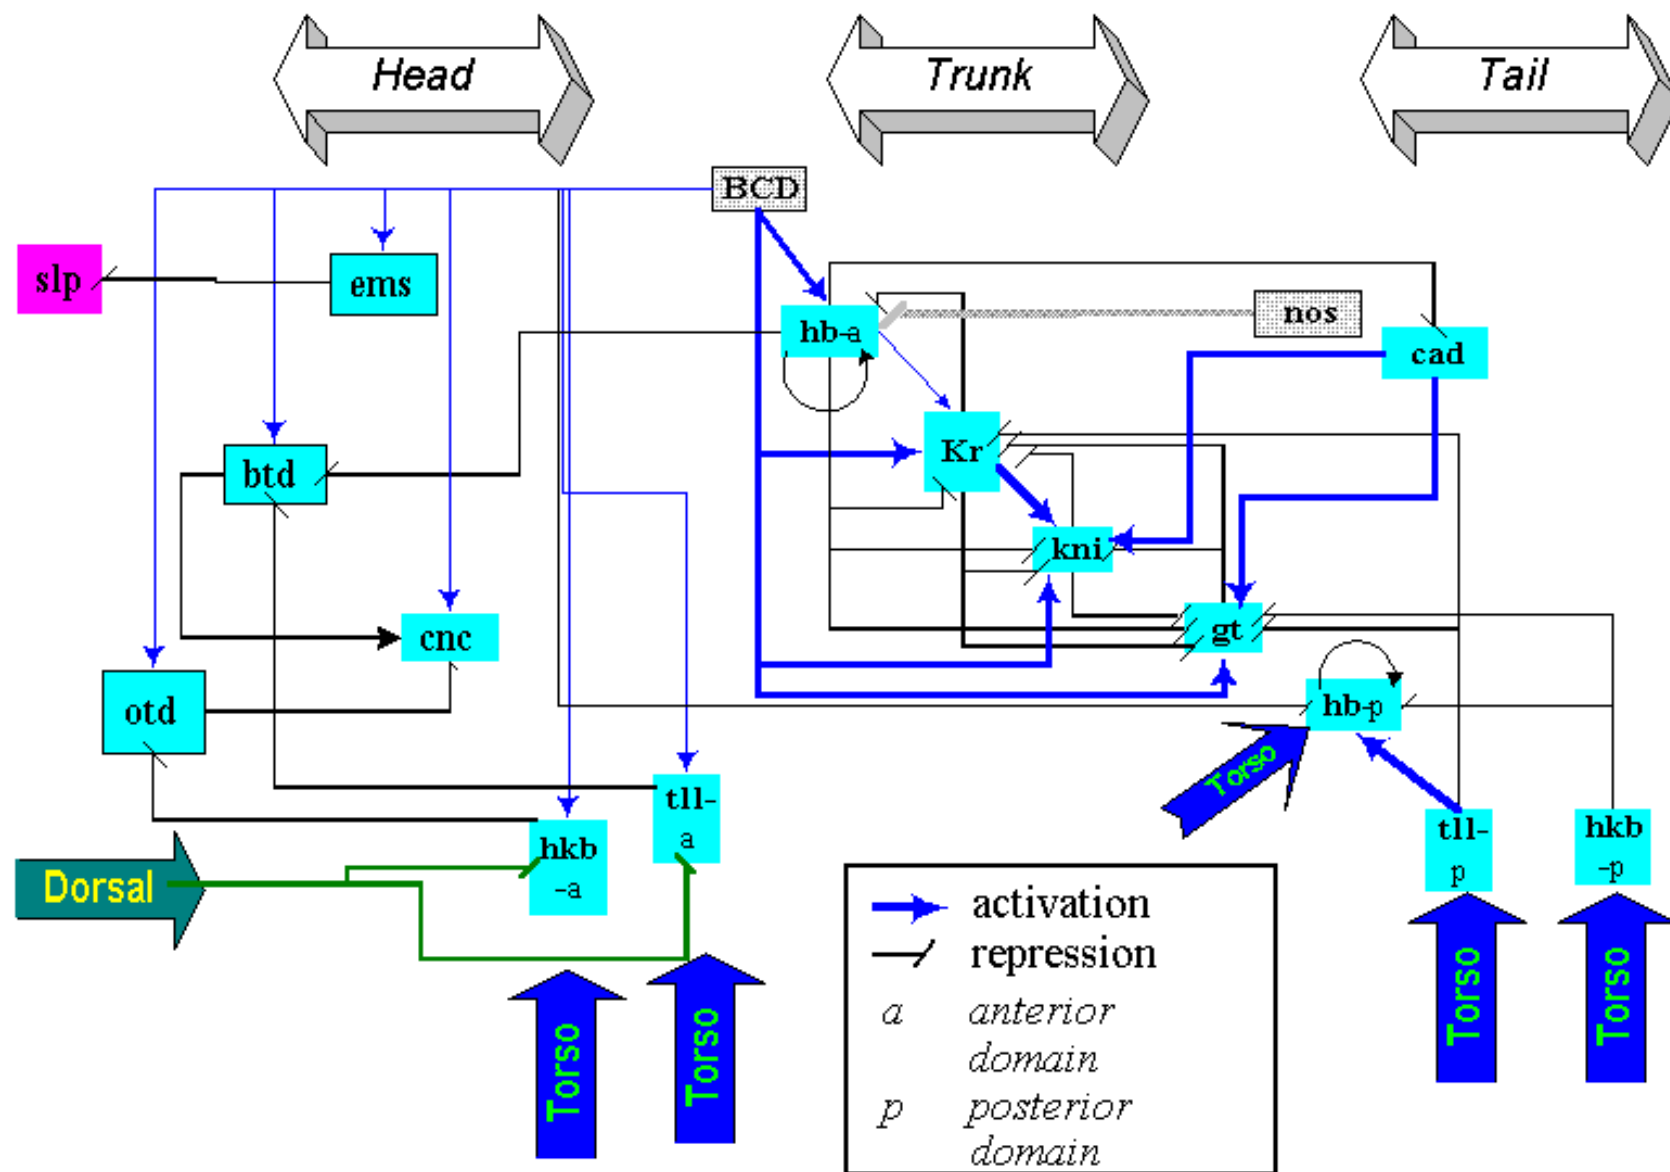 Head
Trunk
Tail
BCD
slp
ems
hb-a
nos
cad
Kr
btd
kni
cnc
gt
otd
hb-p
Torso
tll-
a
hkb
-a
tll-
p
hkb
-p
Dorsal
activation
repression
a anterior
domain
p posterior
domain
Torso
Torso
Torso
Torso